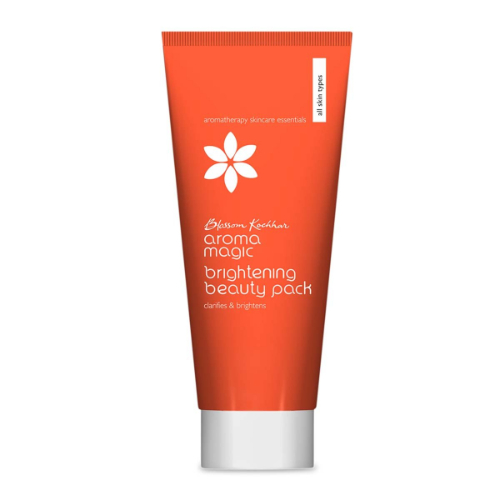 all skin types
aromatherapy skincare essentials
Blossom Kochhar
aroma
magic
brightening
beauty pack
clarifies & brightens